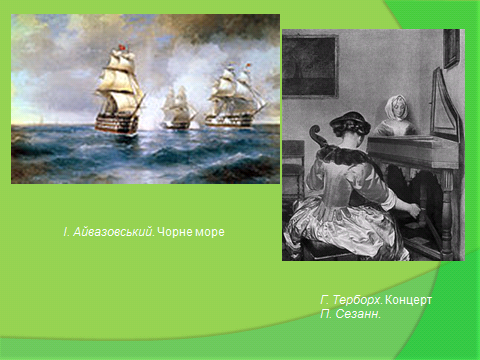 І. Айвазовський. Чорне море
Г. Терборх. Концерт
П. Сезанн.